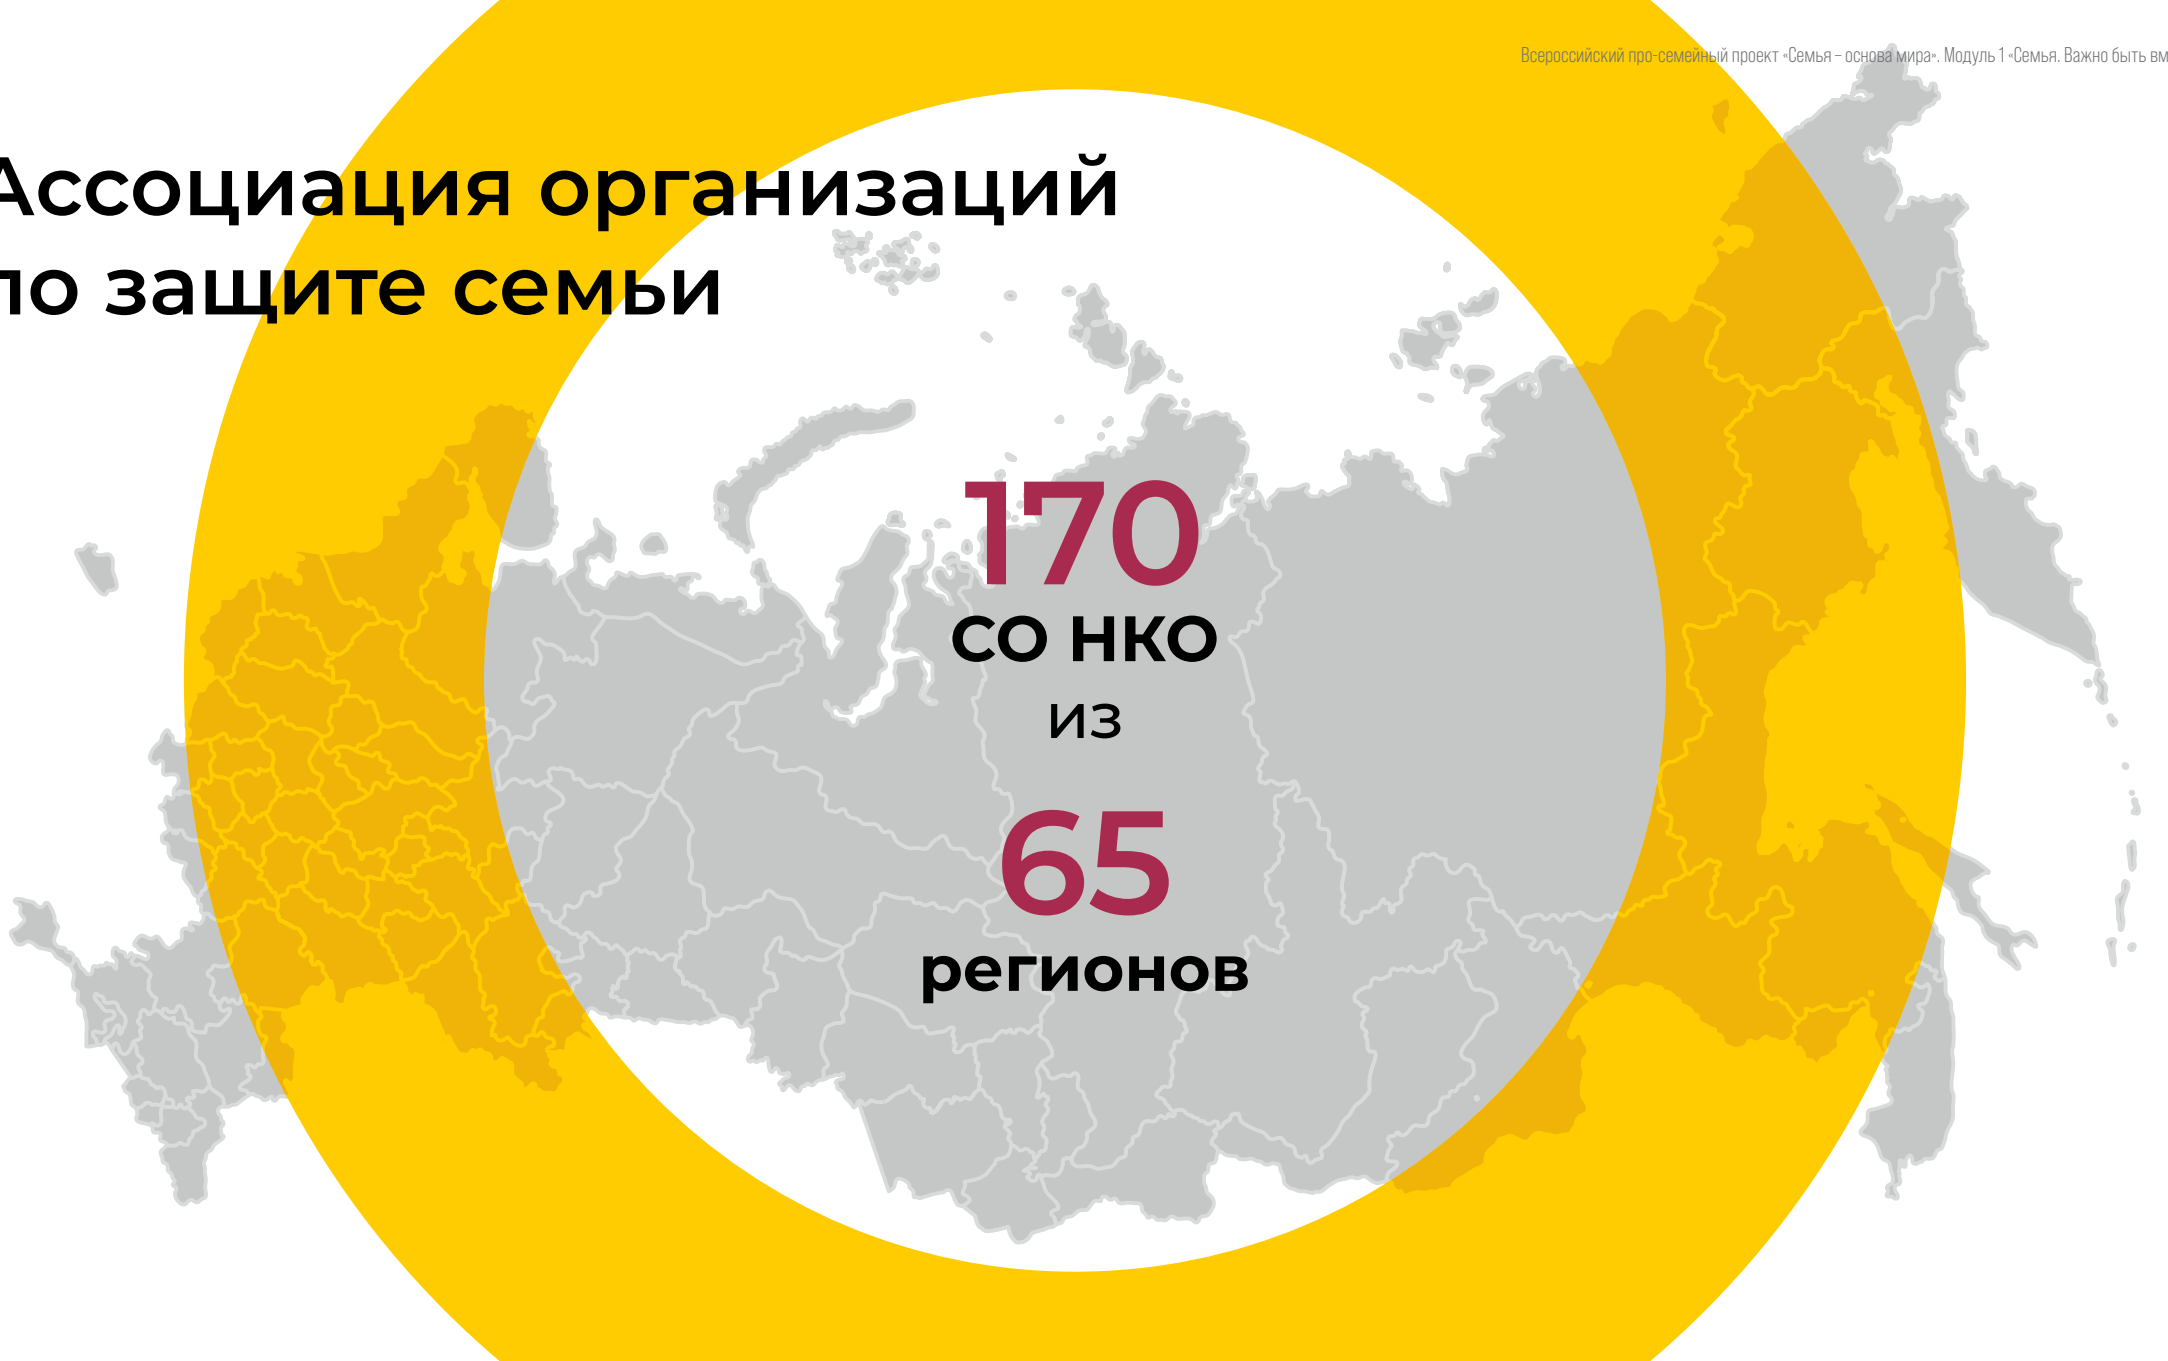 Всероссийский про-семейный проект «Семья – основа мира». Модуль 1 «Семья. Важно быть вм
Ассоциация организаций
по защите семьи
170
СО НКО
из
65
регионов